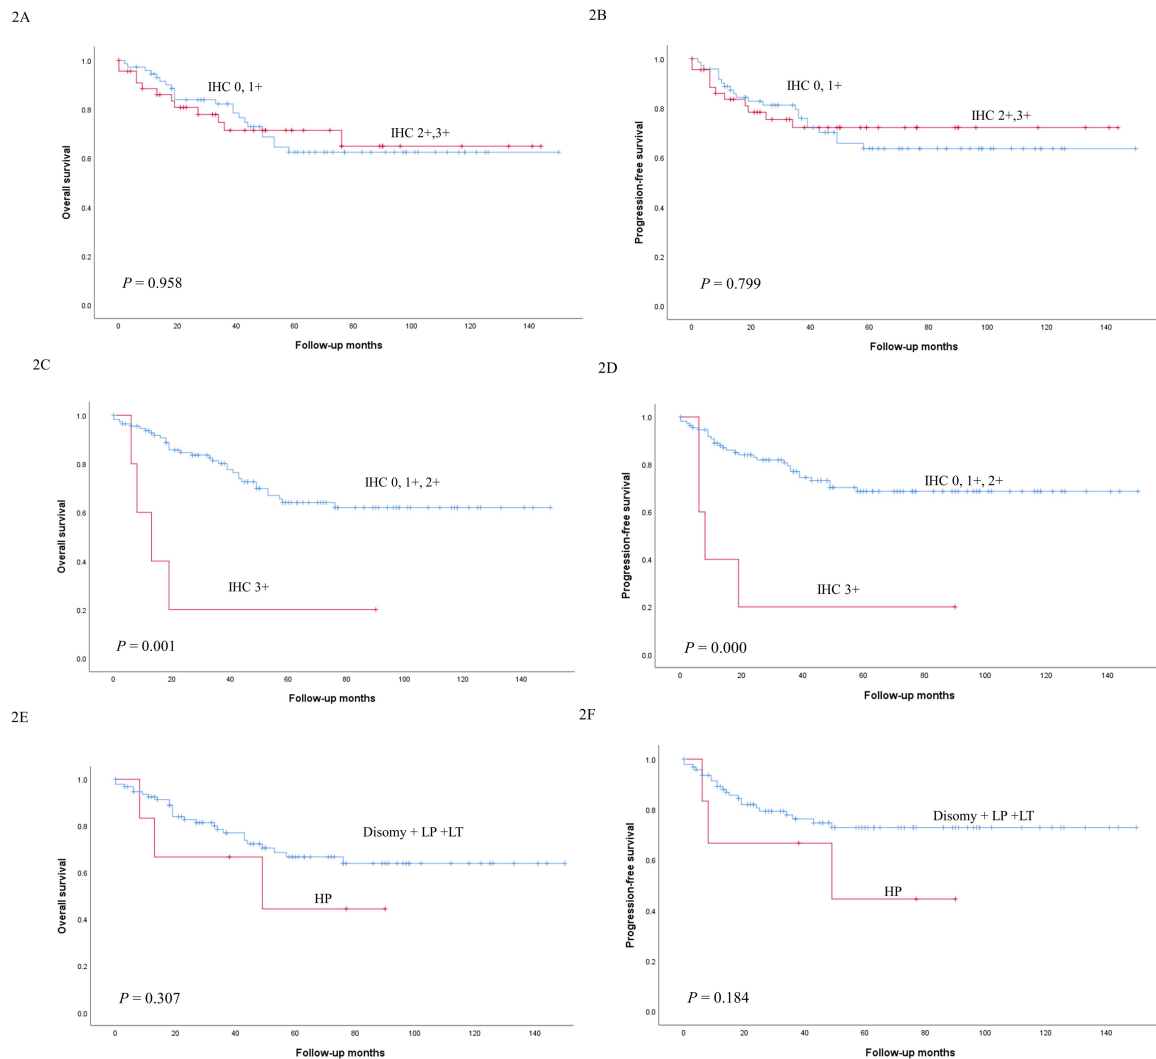 2A
1.0
0.8
0.6
0.4
0.2
0.0
Overall survival
IHC 0, 1+
IHC 2+,3+
P = 0.958
0 20 40 60 80 100 120 140
Follow-up months
2B
1.0
0.8
0.6
0.4
0.2
0.0
Progression-free survival
IHC 0, 1+
IHC 2+,3+
P = 0.799
0 20 40 60 80 100 120 140
Follow-up months
2C
1.0
0.8
0.6
0.4
0.2
0.0
Overall survival
IHC 0, 1+, 2+
IHC 3+
P = 0.001
0 20 40 60 80 100 120 140
Follow-up months
2D
1.0
0.8
0.6
0.4
0.2
0.0
Progression-free survival
IHC 0, 1+, 2+
IHC 3+
P = 0.000
0 20 40 60 80 100 120 140
Follow-up months
2E
1.0
0.8
0.6
0.4
0.2
0.0
Overall survival
Disomy + LP +LT
HP
P = 0.307
0 20 40 60 80 100 120 140
Follow-up months
2F
1.0
0.8
0.6
0.4
0.2
0.0
Progression-free survival
Disomy + LP +LT
HP
P = 0.184
0 20 40 60 80 100 120 140
Follow-up months